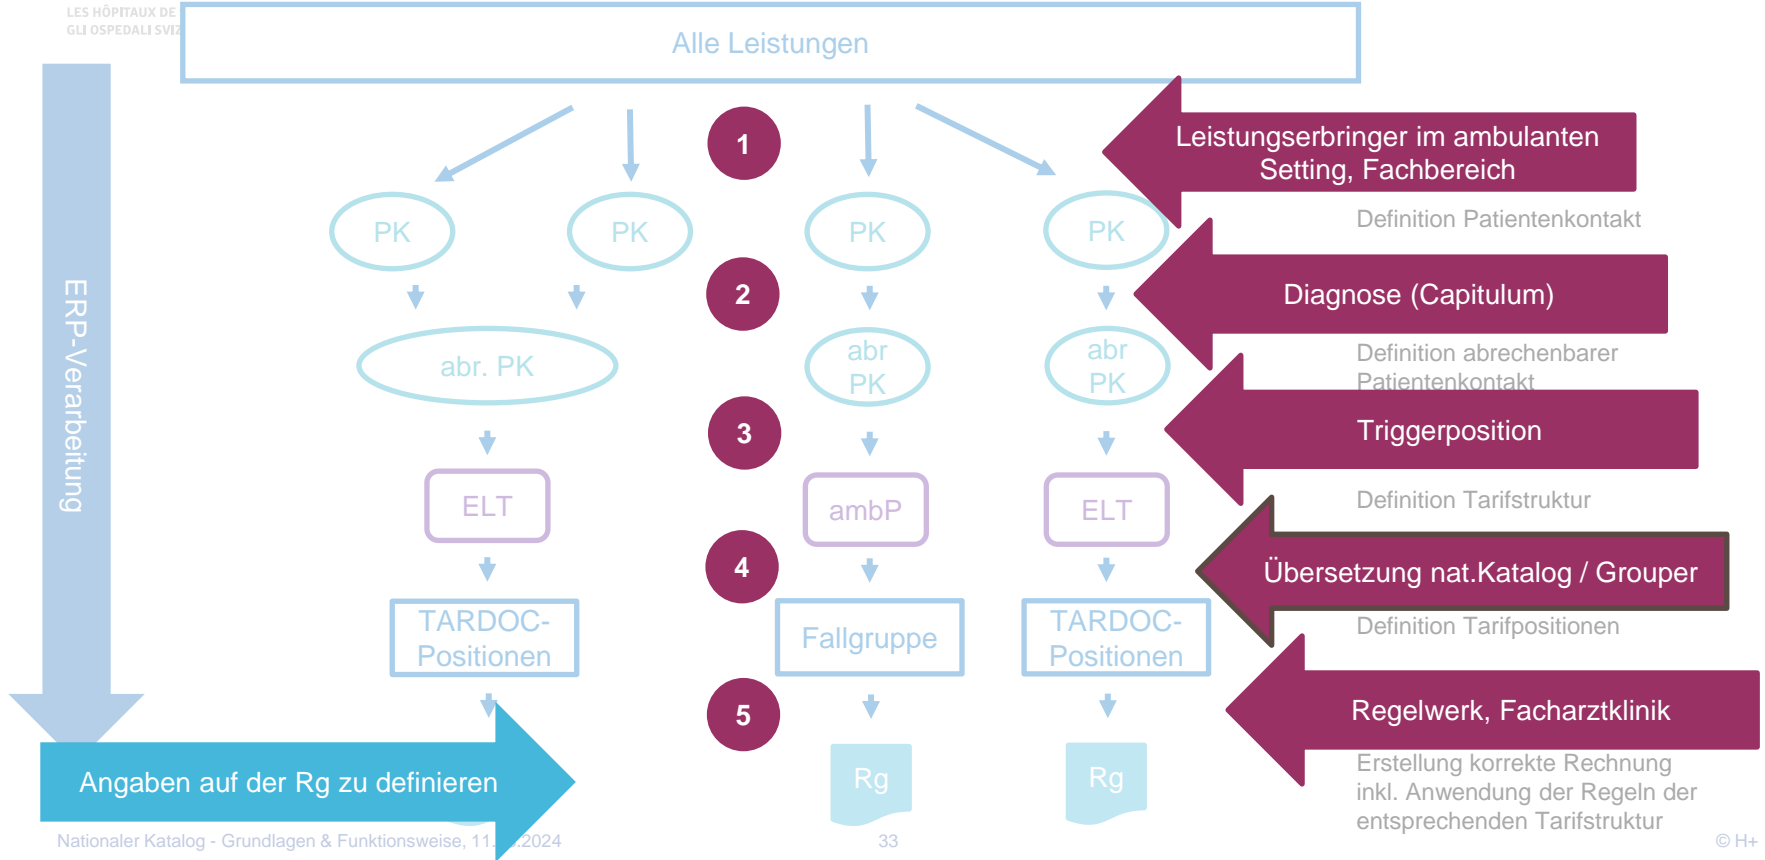 LES HÔPITAUX DE
GLI OSPEDALI SVIZ
Alle Leistungen
1
Leistungserbringer im ambulanten
Setting, Fachbereich
PK
PK
PK
PK
Definition Patientenkontakt
2
Diagnose (Capitulum)
ERP-Verarbeitung
abr. PK
abr
PK
abr
PK
Definition abrechenbarer
Patientenkontakt
3
Triggerposition
ELT
ambP
ELT
Definition Tarifstruktur
4
Übersetzung nat.Katalog / Grouper
TARDOC-
Positionen
Fallgruppe
TARDOC-
Positionen
Definition Tarifpositionen
5
Regelwerk, Facharztklinik
Angaben auf der Rg zu definieren
Rg
Rg
Erstellung korrekte Rechnung
inkl. Anwendung der Regeln der
entsprechenden Tarifstruktur
Nationaler Katalog - Grundlagen & Funktionsweise, 11. .2024
33
© H+